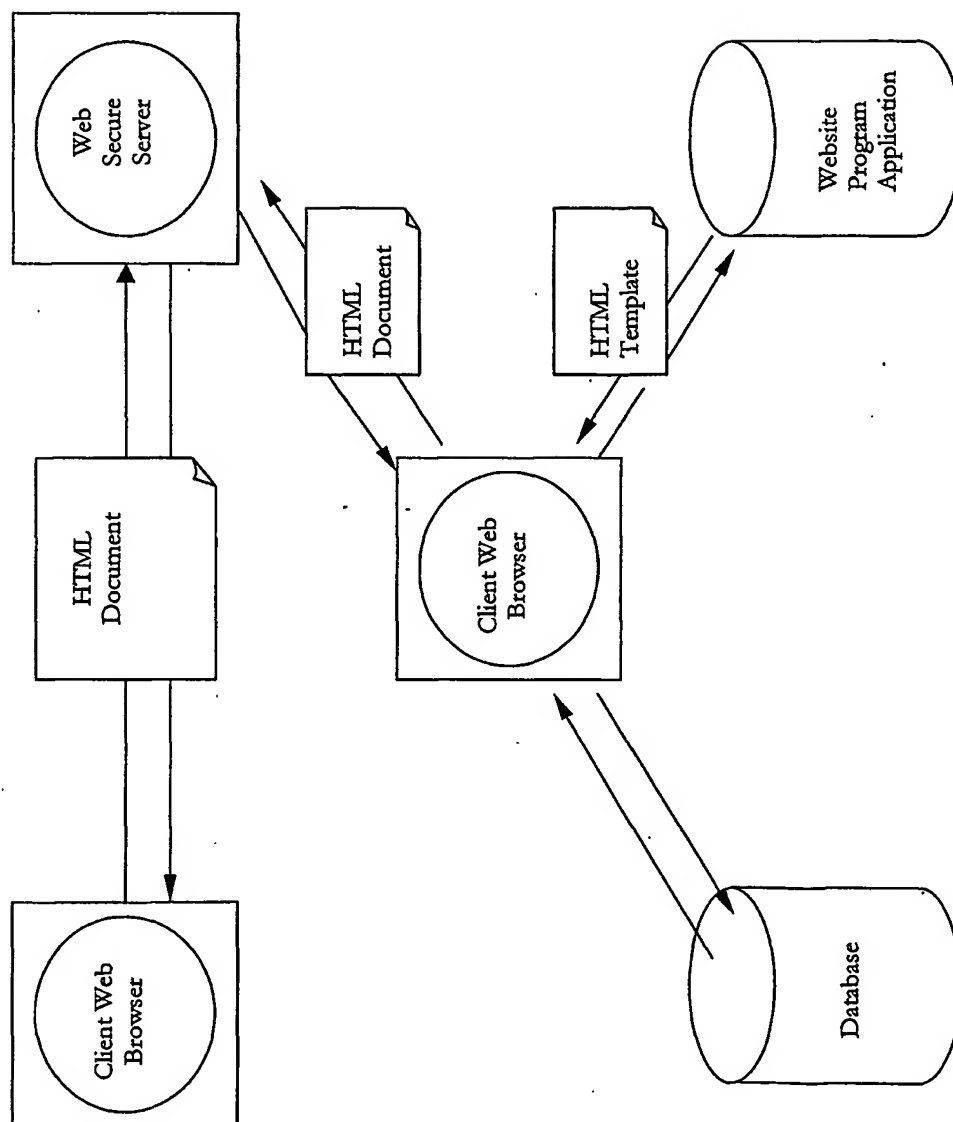 Web
Secure
Server
HTML
Document
Client Web
Browser
HTML
Document
HTML
Template
Client Web
Browser
Website
Program
Application
Database